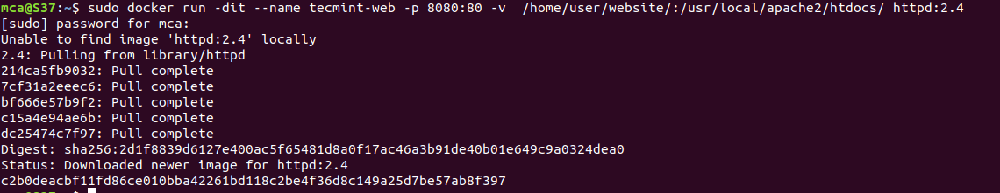 mca@S37:~$ sudo docker run -dit --name tecmint-web -p 8080:80 -v  /home/user/website/:/usr/local/apache2/htdocs/ httpd:2.4
[sudo] password for mca:
Unable to find image 'httpd:2.4' locally
2.4: Pulling from library/httpd
214ca5fb9032: Pull complete
7cf31a2eeec6: Pull complete
bf666e57b9f2: Pull complete
c15a4e94ae6b: Pull complete
dc25474c7f97: Pull complete
Digest: sha256:2d1f8839d6127e400ac5f65481d8a0f17ac46a3b91de40b01e649c9a0324dea0
Status: Downloaded newer image for httpd:2.4
c2b0deacbf11fd86ce010bba42261bd118c2be4f36d8c149a25d7be57ab8f397